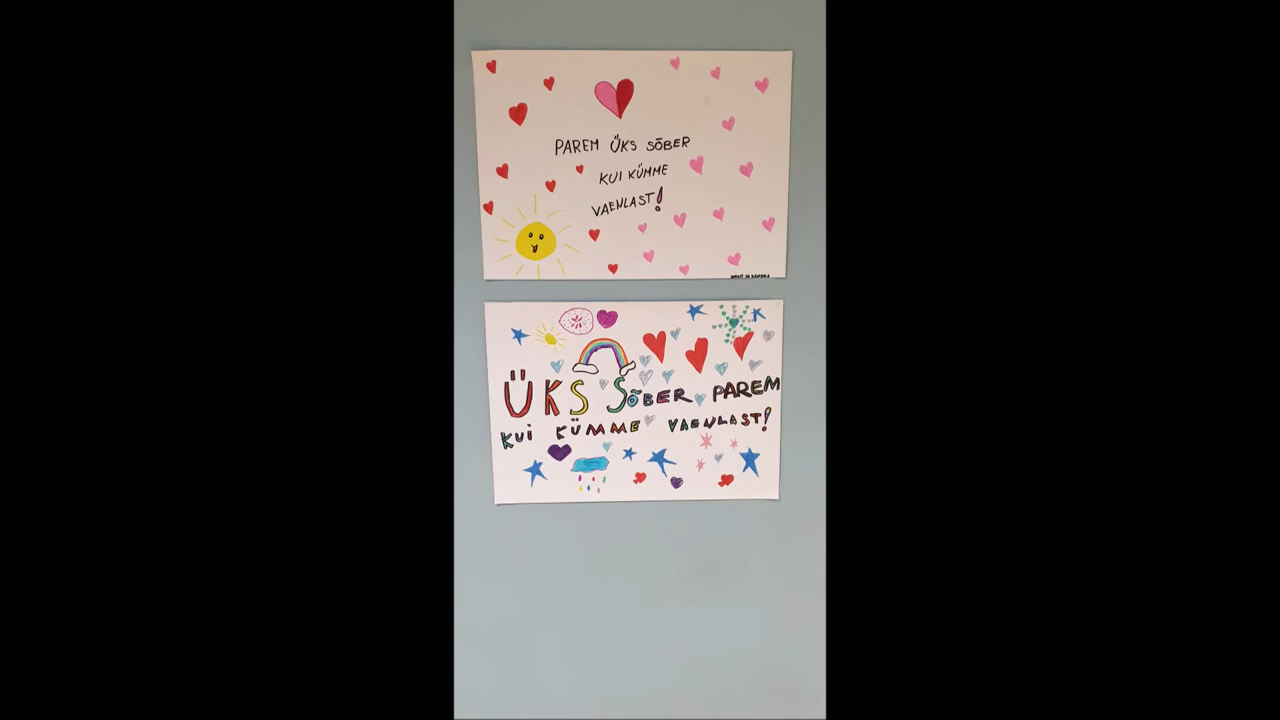 PAREM ÜKS SÕBER
KUI KÜMME
VAENLAST!
ÜKS SÕBER PAREM
KUI KÜMME VAENLAST!